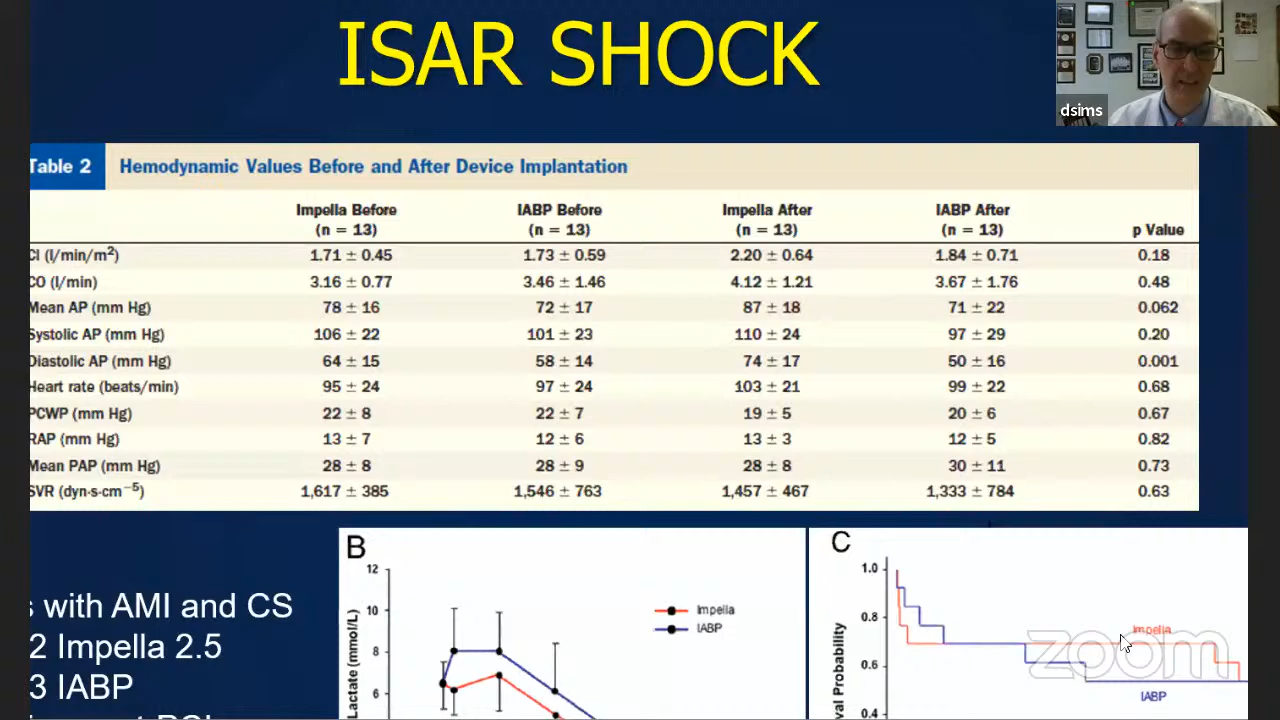 ISAR SHOCK
dsims
Table 2 Hemodynamic Values Before and After Device Implantation
Impella Before IABP Before Impella After IABP After
(n = 13) (n = 13) (n = 13) (n = 13) p Value
CI (l/min/m²) 1.71 ± 0.45 1.73 ± 0.59 2.20 ± 0.64 1.84 ± 0.71 0.18
CO (l/min) 3.16 ± 0.77 3.46 ± 1.46 4.12 ± 1.21 3.67 ± 1.76 0.48
Mean AP (mm Hg) 78 ± 16 72 ± 17 87 ± 18 71 ± 22 0.062
Systolic AP (mm Hg) 106 ± 22 101 ± 23 110 ± 24 97 ± 29 0.20
Diastolic AP (mm Hg) 64 ± 15 58 ± 14 74 ± 17 50 ± 16 0.001
Heart rate (beats/min) 95 ± 24 97 ± 24 103 ± 21 99 ± 22 0.68
PCWP (mm Hg) 22 ± 8 22 ± 7 19 ± 5 20 ± 6 0.67
RAP (mm Hg) 13 ± 7 12 ± 6 13 ± 3 12 ± 5 0.82
Mean PAP (mm Hg) 28 ± 8 28 ± 9 28 ± 8 30 ± 11 0.73
SVR (dyn·s·cm⁻⁵) 1,617 ± 385 1,546 ± 763 1,457 ± 467 1,333 ± 784 0.63
s with AMI and CS
2 Impella 2.5
3 IABP
B
12
10
8
6
Lactate (mmol/L)
Impella
IABP
C
1.0
0.8
0.6
0.4
val Probability
Impella
IABP
zoom